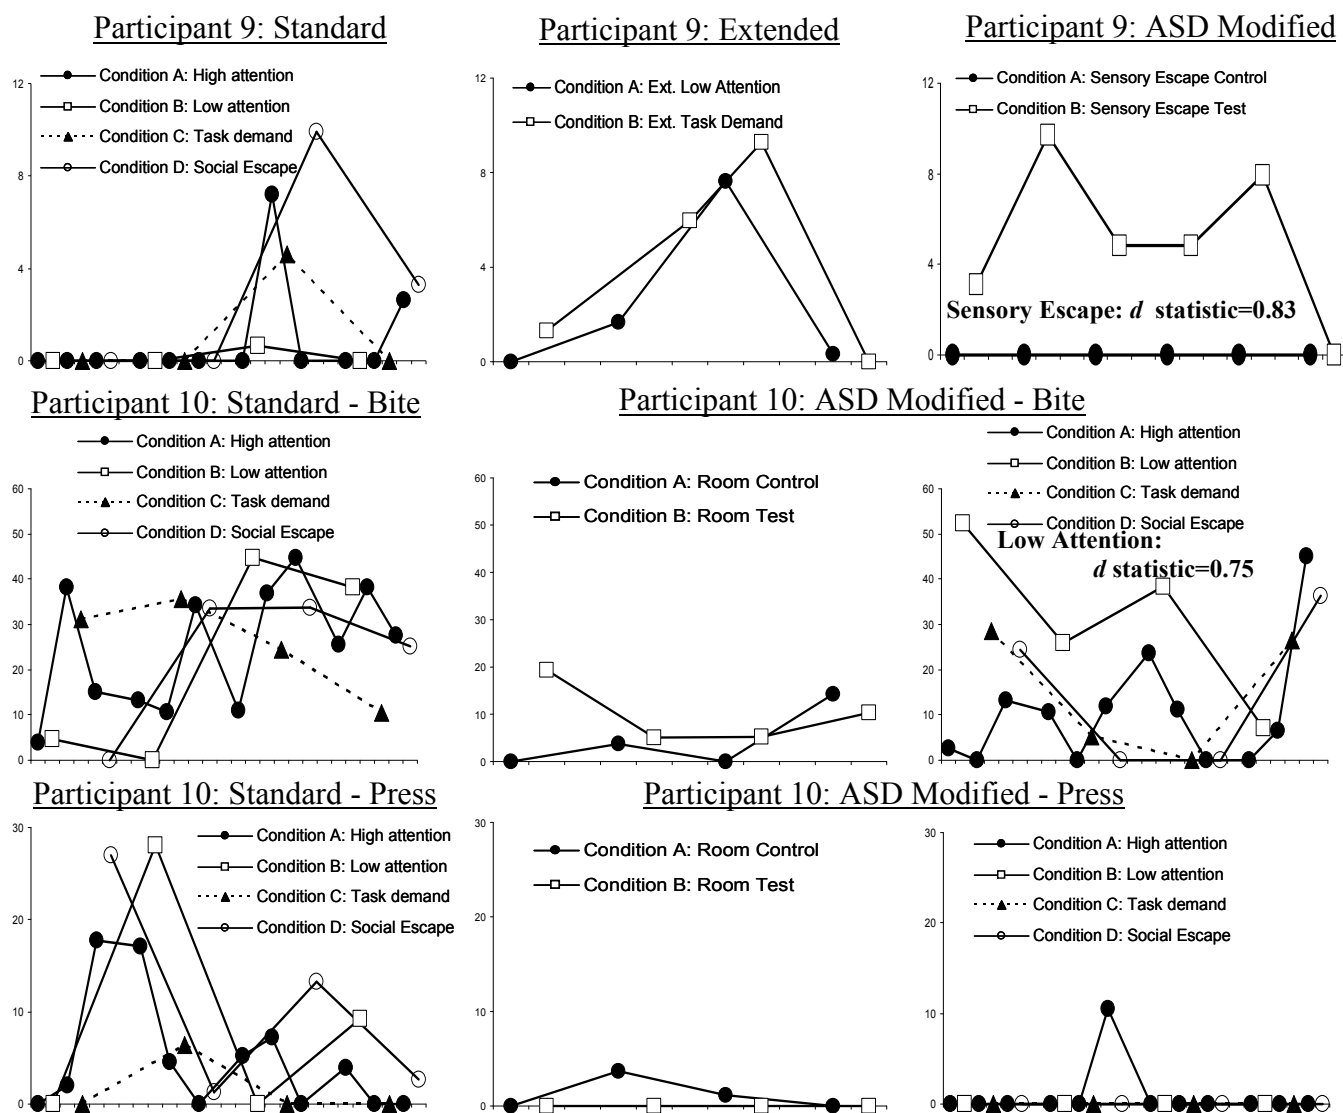 Participant 9: Standard
Condition A: High attention
Condition B: Low attention
Condition C: Task demand
Condition D: Social Escape
12
8
4
0
Participant 9: Extended
Condition A: Ext. Low Attention
Condition B: Ext. Task Demand
12
8
4
0
Participant 9: ASD Modified
Condition A: Sensory Escape Control
Condition B: Sensory Escape Test
12
8
4
0
Sensory Escape: d statistic=0.83
Participant 10: Standard - Bite
Condition A: High attention
Condition B: Low attention
Condition C: Task demand
Condition D: Social Escape
60
50
40
30
20
10
0
Participant 10: ASD Modified - Bite
Condition A: Room Control
Condition B: Room Test
60
50
40
30
20
10
0
Condition A: High attention
Condition B: Low attention
Condition C: Task demand
Condition D: Social Escape
Low Attention:
d statistic=0.75
60
50
40
30
20
10
0
Participant 10: Standard - Press
Condition A: High attention
Condition B: Low attention
Condition C: Task demand
Condition D: Social Escape
30
20
10
0
Participant 10: ASD Modified - Press
Condition A: Room Control
Condition B: Room Test
30
20
10
0
Condition A: High attention
Condition B: Low attention
Condition C: Task demand
Condition D: Social Escape
30
20
10
0